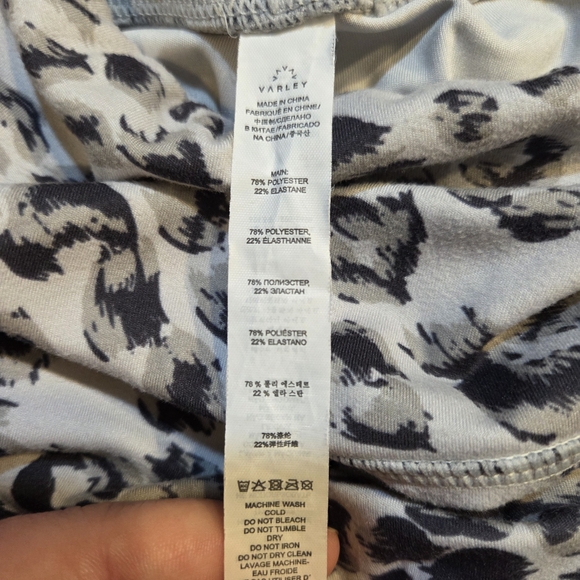 VARLEY
MADE IN CHINA
FABRIQUÉ EN CHINE/
中国制/СДЕЛАНО
В КИТАЕ/FABRICADO
NA CHINA/중국산
MAIN:
78% POLYESTER
22% ELASTANE
78% POLYESTER,
22% ÉLASTHANNE
78% ПОЛИЭСТЕР,
22% ЭЛАСТАН
78% POLIÉSTER
22% ELASTANO
78 % 폴리 에스테르
22 % 엘라 스탄
78%涤纶
22%弹性纤维
MACHINE WASH
COLD
DO NOT BLEACH
DO NOT TUMBLE
DRY
DO NOT IRON
DO NOT DRY CLEAN
LAVAGE MACHINE-
EAU FROIDE